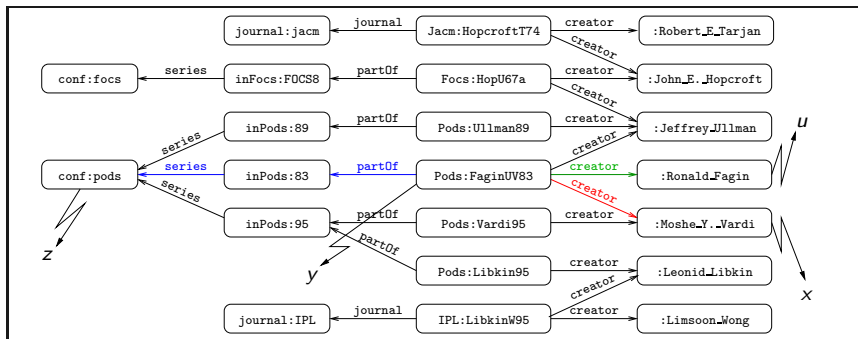 journal:jacm journal Jacm:HopcroftT74 creator :Robert_E_Tarjan
creator
conf:focs series inFocs:FOCS8 partOf Focs:HopU67a creator :John_E._Hopcroft
creator
inPods:89 partOf Pods:Ullman89 creator :Jeffrey_Ullman
u
series creator
conf:pods series inPods:83 partOf Pods:FaginUV83 creator :Ronald_Fagin
series creator
inPods:95 partOf Pods:Vardi95 creator :Moshe_Y._Vardi
z
partOf
y Pods:Libkin95 creator :Leonid_Libkin
x
creator
journal:IPL journal IPL:LibkinW95 creator :Limsoon_Wong